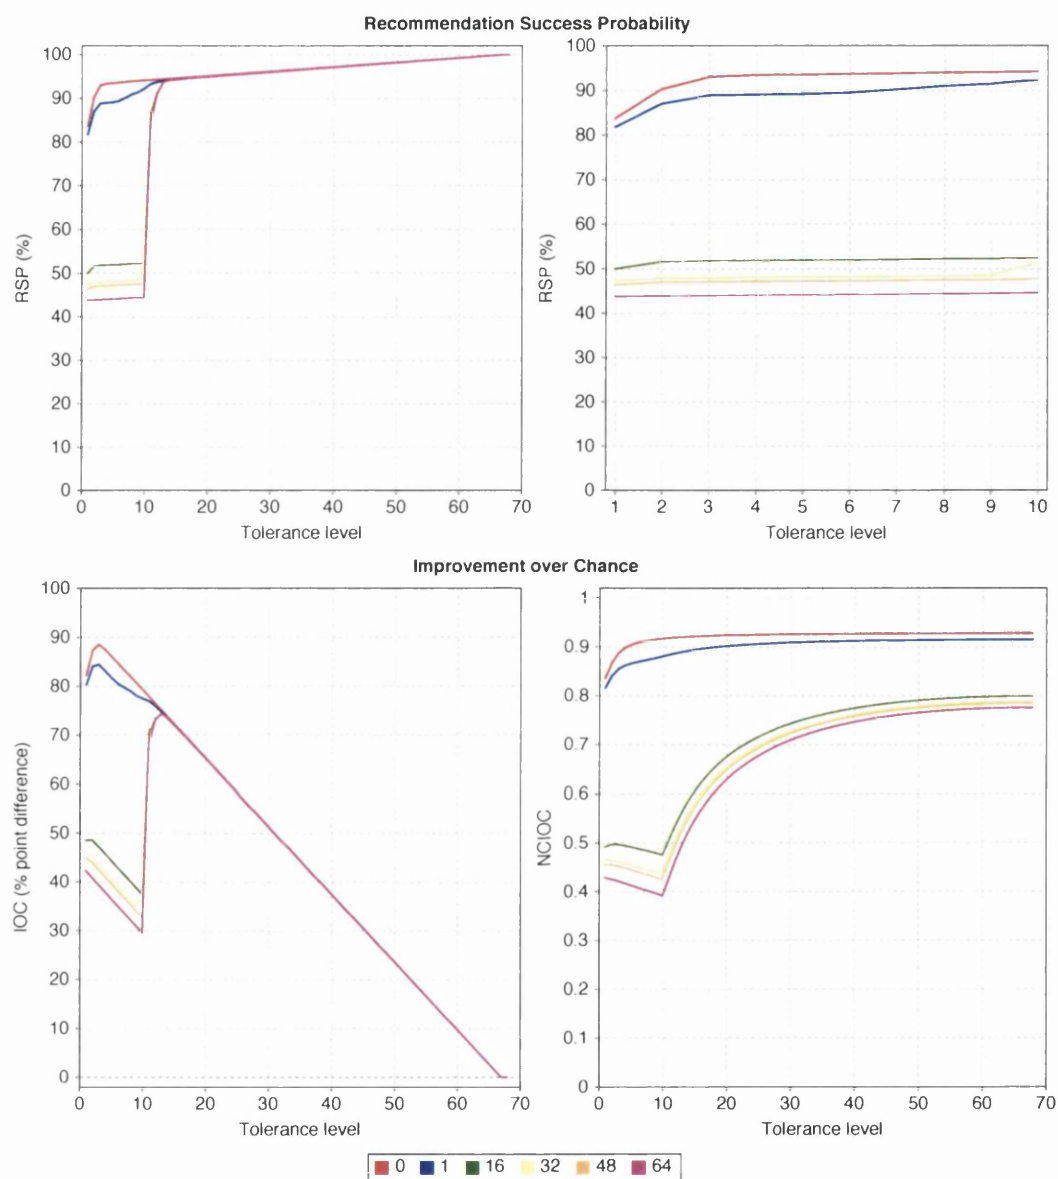 Recommendation Success Probability
100
90
80
70
60
50
40
30
20
10
0
RSP (%)
0 10 20 30 40 50 60 70
Tolerance level
100
90
80
70
60
50
40
30
20
10
0
RSP (%)
1 2 3 4 5 6 7 8 9 10
Tolerance level
Improvement over Chance
100
90
80
70
60
50
40
30
20
10
0
IOC (% point difference)
0 10 20 30 40 50 60 70
Tolerance level
1
0.9
0.8
0.7
0.6
0.5
0.4
0.3
0.2
0.1
0
NCIOC
0 10 20 30 40 50 60 70
Tolerance level
0 1 16 32 48 64